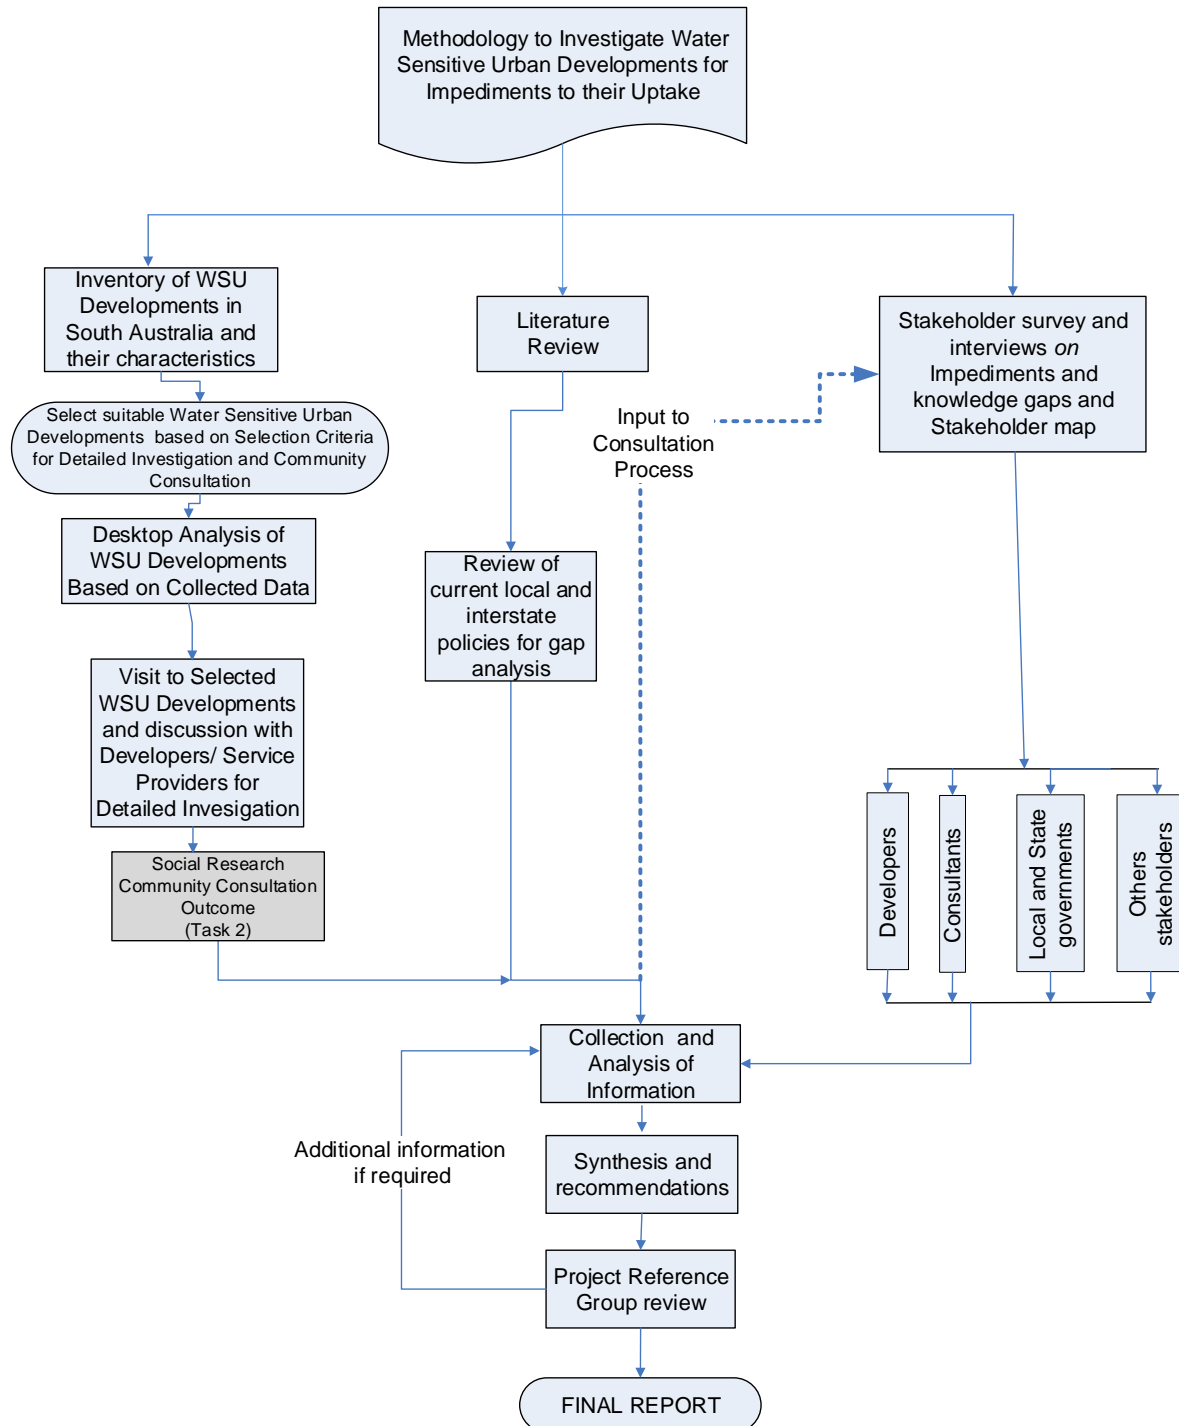 Methodology to Investigate Water
Sensitive Urban Developments for
Impediments to their Uptake
Inventory of WSU
Developments in
South Australia and
their characteristics
Select suitable Water Sensitive Urban
Developments based on Selection Criteria
for Detailed Investigation and Community
Consultation
Desktop Analysis of
WSU Developments
Based on Collected Data
Visit to Selected
WSU Developments
and discussion with
Developers/ Service
Providers for
Detailed Invesigation
Social Research
Community Consultation
Outcome
(Task 2)
Literature
Review
Review of
current local and
interstate
policies for gap
analysis
Input to
Consultation
Process
Stakeholder survey and
interviews on
Impediments and
knowledge gaps and
Stakeholder map
Developers
Consultants
Local and State
governments
Others
stakeholders
Collection and
Analysis of
Information
Additional information
if required
Synthesis and
recommendations
Project Reference
Group review
FINAL REPORT